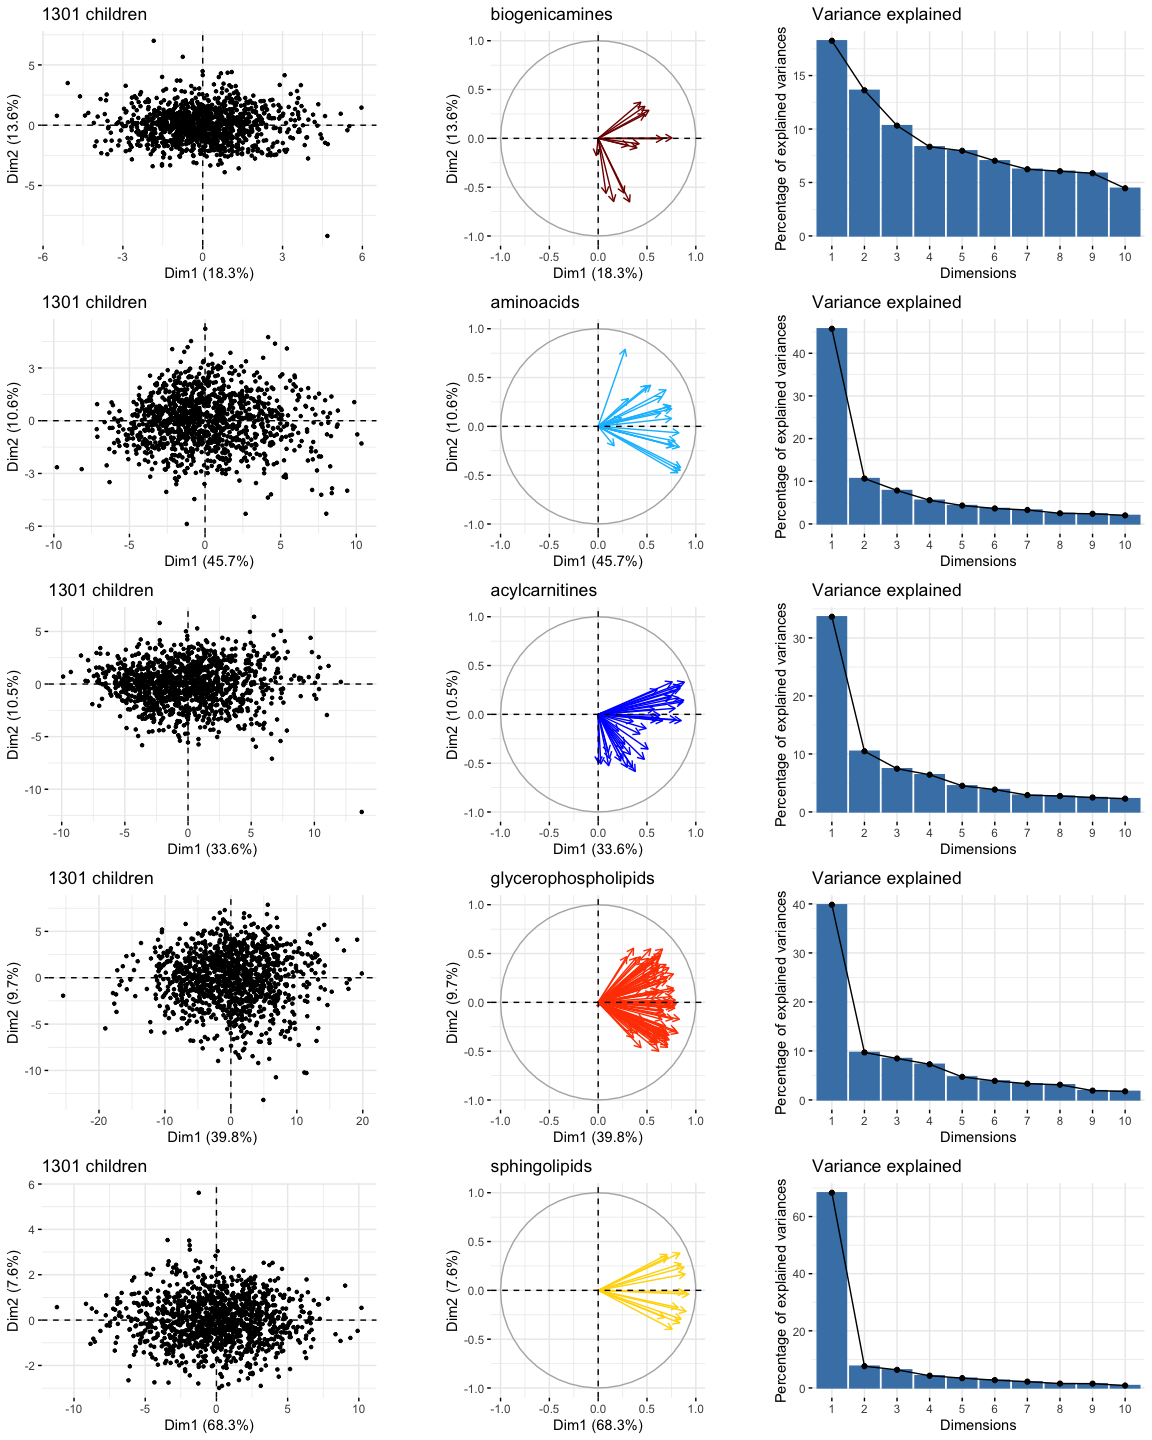 1301 children
biogenicamines
Variance explained
Dim2 (13.6%)
5
0
-5
-6
-3
0
3
6
Dim1 (18.3%)
Dim2 (13.6%)
1.0
0.5
0.0
-0.5
-1.0
-1.0
-0.5
0.0
0.5
1.0
Dim1 (18.3%)
Percentage of explained variances
15
10
5
0
1 2 3 4 5 6 7 8 9 10
Dimensions
1301 children
aminoacids
Variance explained
Dim2 (10.6%)
3
0
-3
-6
-10
-5
0
5
10
Dim1 (45.7%)
Dim2 (10.6%)
1.0
0.5
0.0
-0.5
-1.0
-1.0
-0.5
0.0
0.5
1.0
Dim1 (45.7%)
Percentage of explained variances
40
30
20
10
0
1 2 3 4 5 6 7 8 9 10
Dimensions
1301 children
acylcarnitines
Variance explained
Dim2 (10.5%)
5
0
-5
-10
-10
-5
0
5
10
Dim1 (33.6%)
Dim2 (10.5%)
1.0
0.5
0.0
-0.5
-1.0
-1.0
-0.5
0.0
0.5
1.0
Dim1 (33.6%)
Percentage of explained variances
30
20
10
0
1 2 3 4 5 6 7 8 9 10
Dimensions
1301 children
glycerophospholipids
Variance explained
Dim2 (9.7%)
5
0
-5
-10
-20
-10
0
10
20
Dim1 (39.8%)
Dim2 (9.7%)
1.0
0.5
0.0
-0.5
-1.0
-1.0
-0.5
0.0
0.5
1.0
Dim1 (39.8%)
Percentage of explained variances
40
30
20
10
0
1 2 3 4 5 6 7 8 9 10
Dimensions
1301 children
sphingolipids
Variance explained
Dim2 (7.6%)
6
4
2
0
-2
-10
-5
0
5
10
Dim1 (68.3%)
Dim2 (7.6%)
1.0
0.5
0.0
-0.5
-1.0
-1.0
-0.5
0.0
0.5
1.0
Dim1 (68.3%)
Percentage of explained variances
60
40
20
0
1 2 3 4 5 6 7 8 9 10
Dimensions